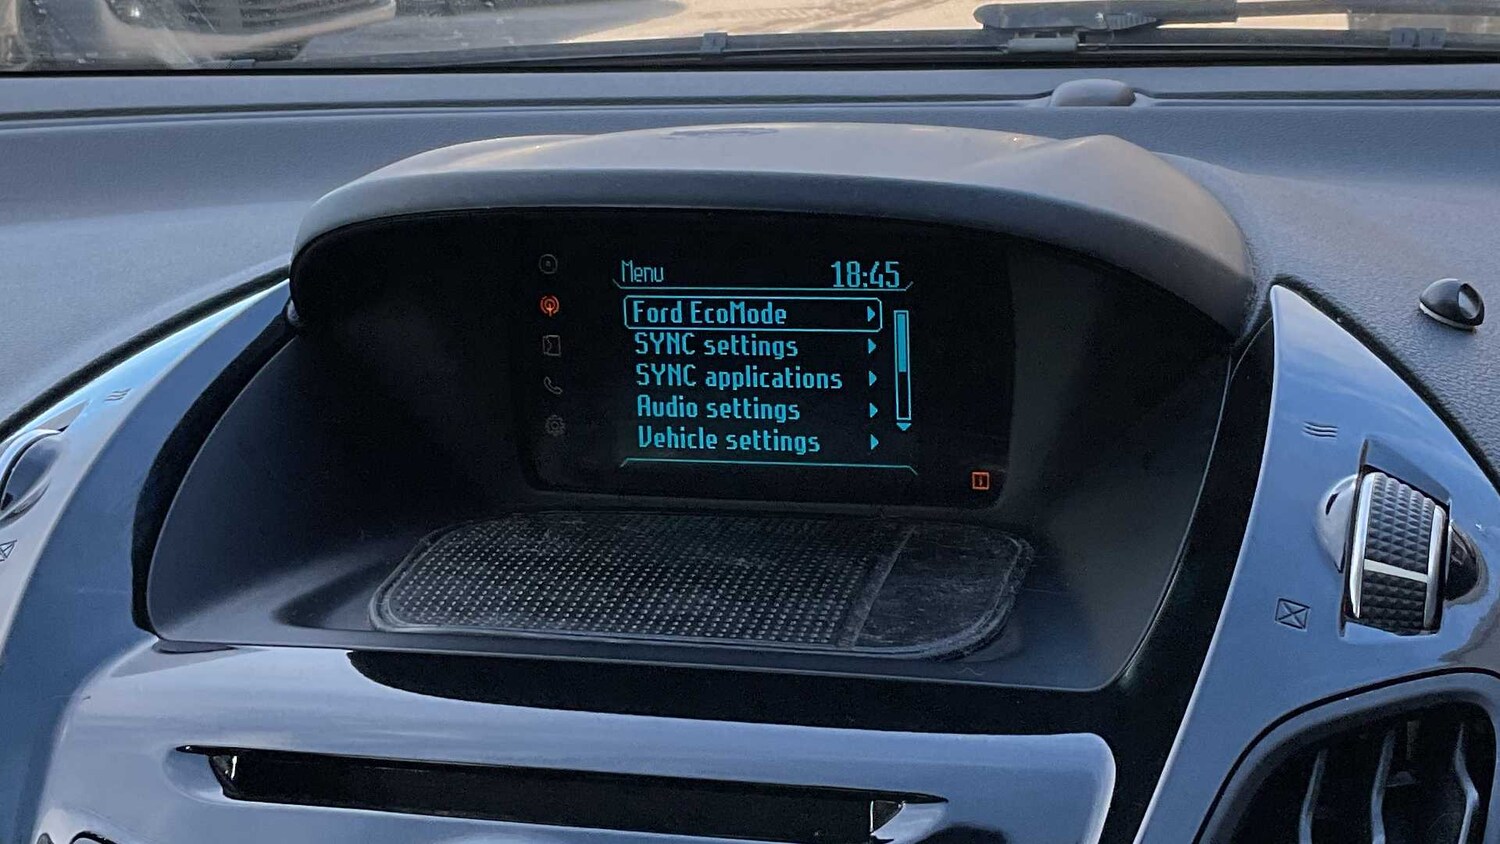 Menu 18:45
Ford EcoMode
SYNC settings
SYNC applications
Audio settings
Vehicle settings